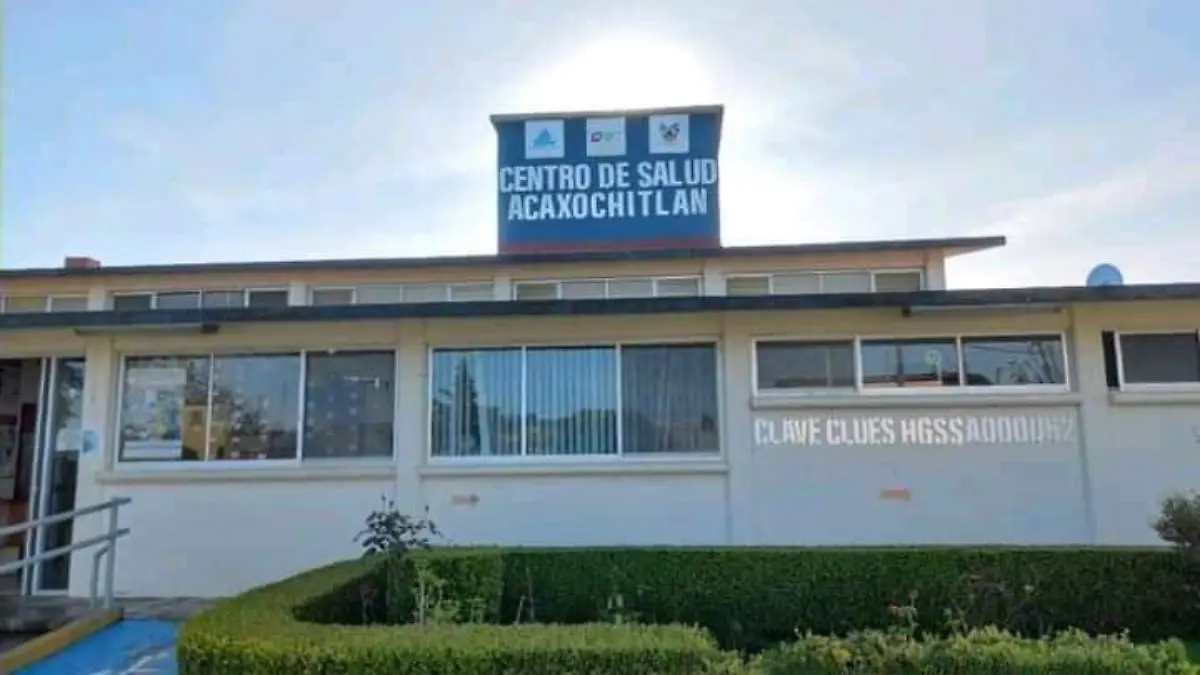 CENTRO DE SALUD
ACAXOCHITLAN
CLAVE CLUES HGSSA000062